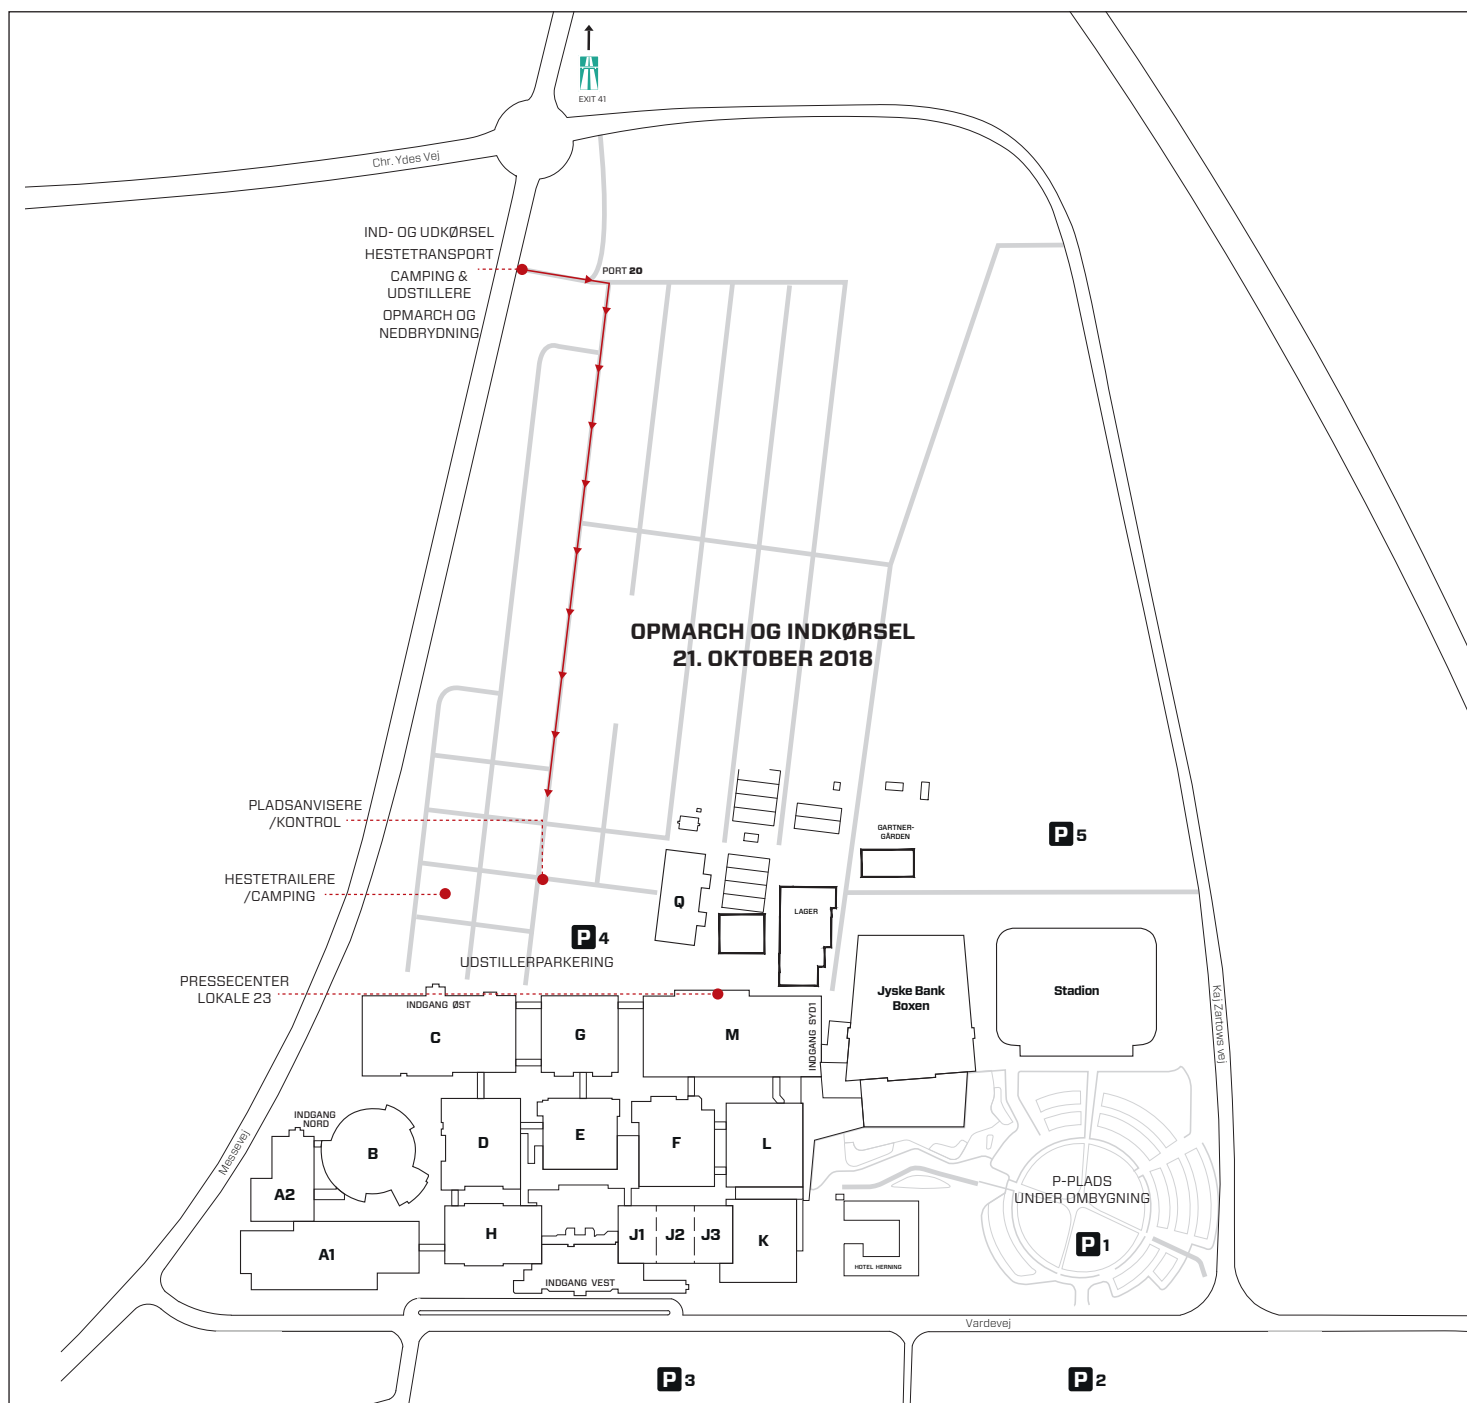 EXIT 41
Chr. Ydes Vej
IND- OG UDKØRSEL
HESTETRANSPORT
CAMPING &
UDSTILLERE
OPMARCH OG
NEDBRYDNING
PORT 20
OPMARCH OG INDKØRSEL
21. OKTOBER 2018
PLADSANVISERE
/KONTROL
HESTETRAILERE
/CAMPING
GARTNER-
GÅRDEN
P 5
Q
LAGER
P 4
UDSTILLERPARKERING
PRESSECENTER
LOKALE 23
INDGANG ØST
C
G
M
INDGANG SYD1
Jyske Bank
Boxen
Stadion
Kaj Zartows vej
INDGANG
NORD
B
D
E
F
L
Messevej
A2
A1
H
J1
J2
J3
K
P-PLADS
UNDER OMBYGNING
P 1
HOTEL HERNING
INDGANG VEST
Vardevej
P 3
P 2